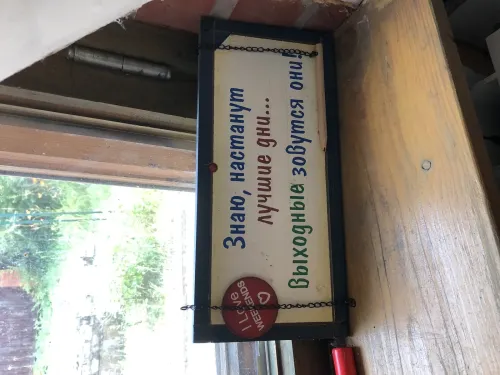 Знаю, настанут
лучшие дни...
выходные зовутся они!
I LOVE
WEEKENDS